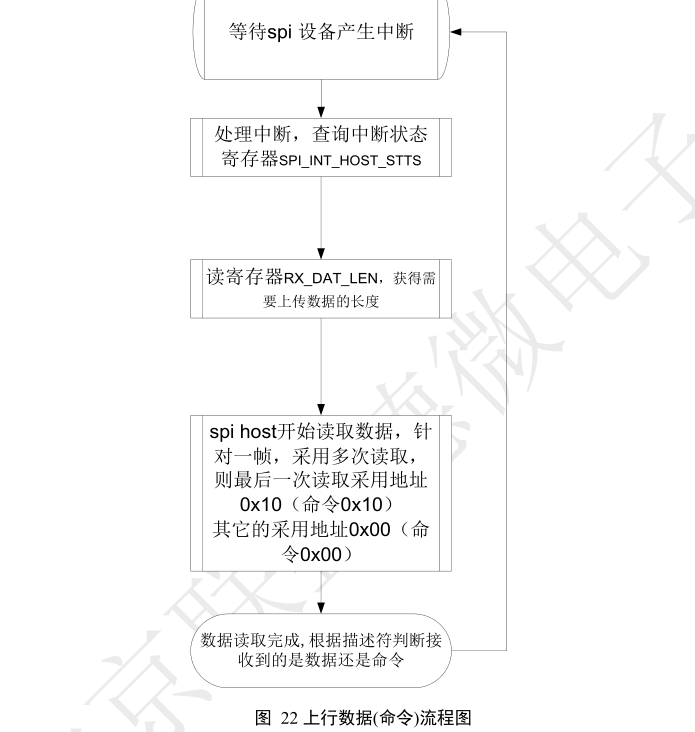 等待spi 设备产生中断
处理中断，查询中断状态
寄存器SPI_INT_HOST_STTS
读寄存器RX_DAT_LEN，获得需
要上传数据的长度
spi host开始读取数据，针
对一帧，采用多次读取，
则最后一次读取采用地址
0x10（命令0x10）
其它的采用地址0x00（命
令0x00）
数据读取完成,根据描述符判断接
收到的是数据还是命令
图 22 上行数据(命令)流程图
京联盛德微电子